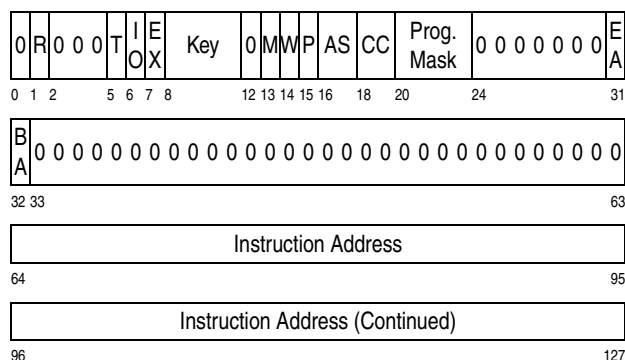 0 R 0 0 0 T I O E X Key 0 M W P AS CC Prog. Mask 0 0 0 0 0 0 0 E A
0 1 2 5 6 7 8 12 13 14 15 16 18 20 24 31
B A 0 0 0 0 0 0 0 0 0 0 0 0 0 0 0 0 0 0 0 0 0 0 0 0 0 0 0 0 0 0 0
32 33 63
Instruction Address
64 95
Instruction Address (Continued)
96 127